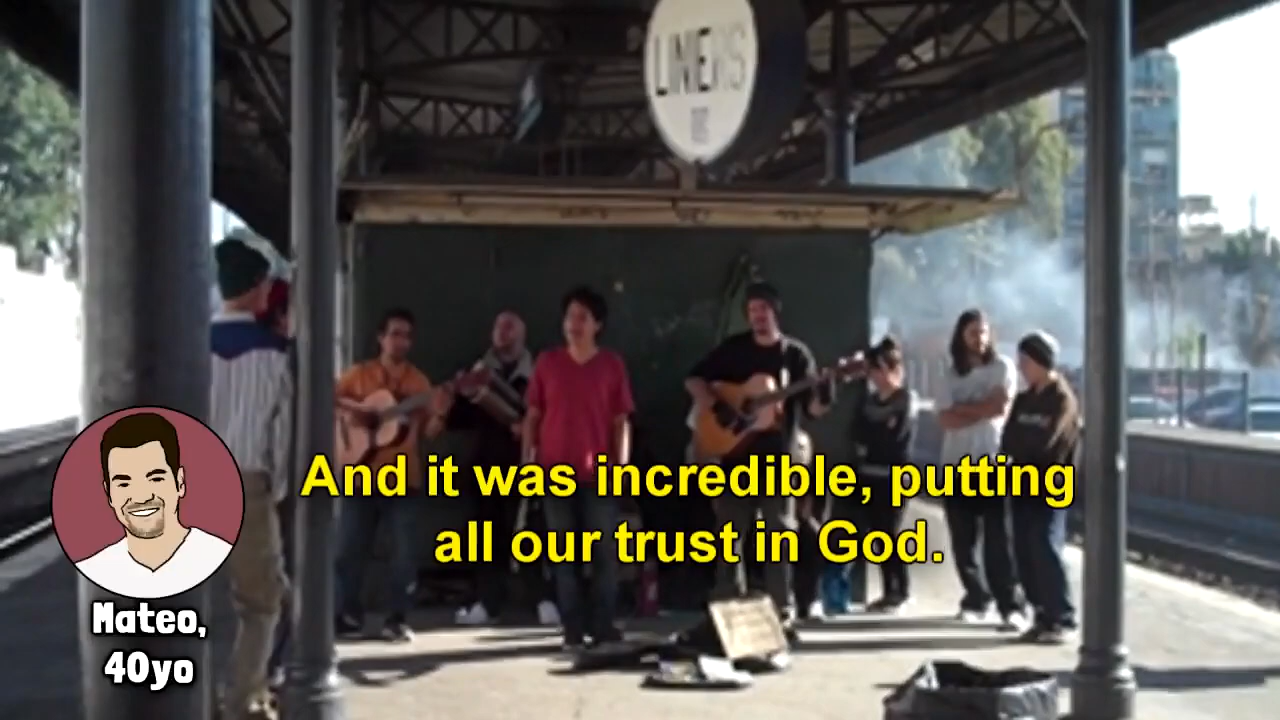 LINIERS
And it was incredible, putting
all our trust in God.
Mateo,
40yo